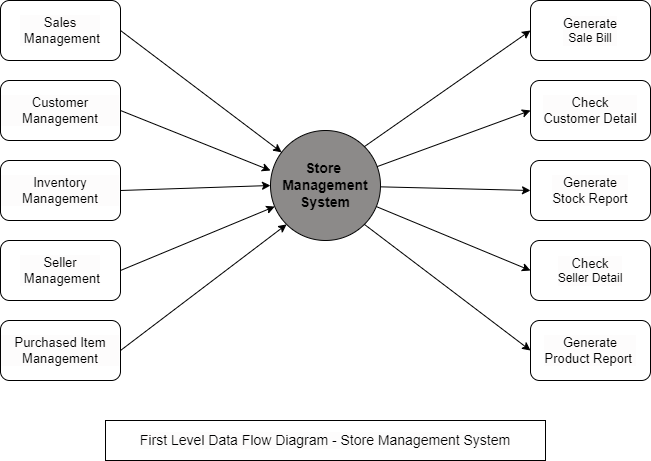 Sales
Management
Customer
Management
Inventory
Management
Seller
Management
Purchased Item
Management
Store
Management
System
Generate
Sale Bill
Check
Customer Detail
Generate
Stock Report
Check
Seller Detail
Generate
Product Report
First Level Data Flow Diagram - Store Management System